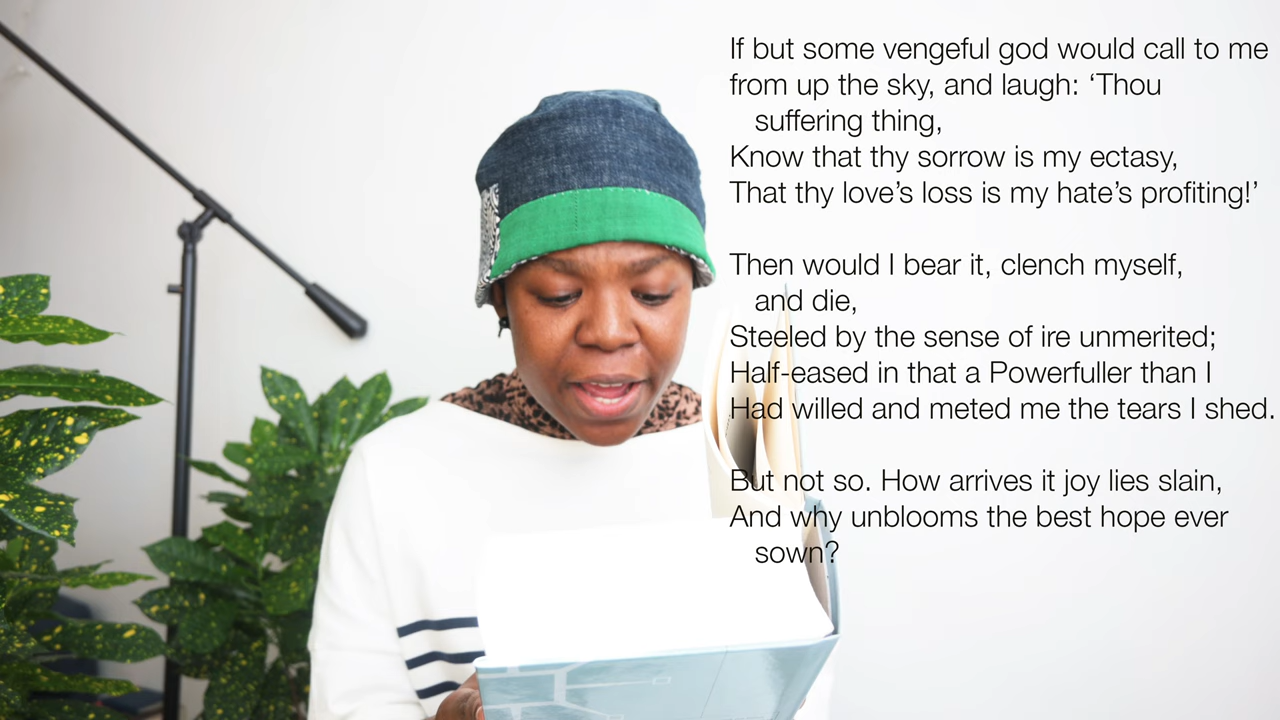 If but some vengeful god would call to me
from up the sky, and laugh: ‘Thou
suffering thing,
Know that thy sorrow is my ectasy,
That thy love’s loss is my hate’s profiting!’
Then would I bear it, clench myself,
and die,
Steeled by the sense of ire unmerited;
Half-eased in that a Powerfuller than I
Had willed and meted me the tears I shed.
But not so. How arrives it joy lies slain,
And why unblooms the best hope ever
sown?